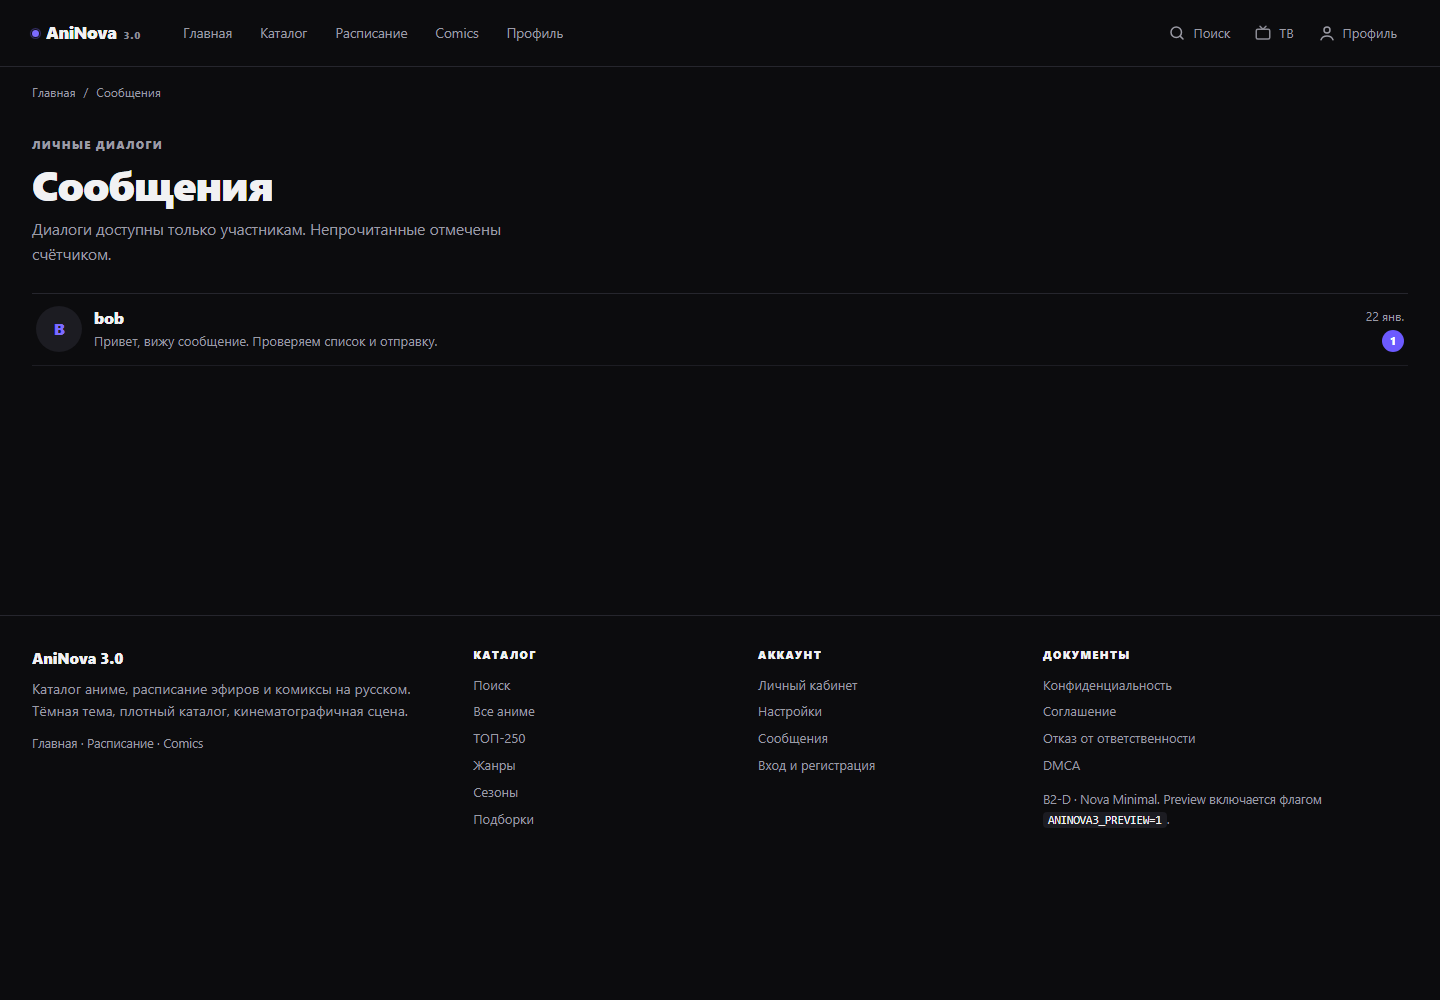 AniNova 3.0
Главная
Каталог
Расписание
Comics
Профиль
Поиск
ТВ
Профиль
Главная / Сообщения
ЛИЧНЫЕ ДИАЛОГИ
Сообщения
Диалоги доступны только участникам. Непрочитанные отмечены
счётчиком.
B
bob
Привет, вижу сообщение. Проверяем список и отправку.
22 янв.
1
AniNova 3.0
Каталог аниме, расписание эфиров и комиксы на русском.
Тёмная тема, плотный каталог, кинематографичная сцена.
Главная · Расписание · Comics
КАТАЛОГ
Поиск
Все аниме
ТОП-250
Жанры
Сезоны
Подборки
АККАУНТ
Личный кабинет
Настройки
Сообщения
Вход и регистрация
ДОКУМЕНТЫ
Конфиденциальность
Соглашение
Отказ от ответственности
DMCA
B2-D · Nova Minimal. Preview включается флагом
ANINOVA3_PREVIEW=1.